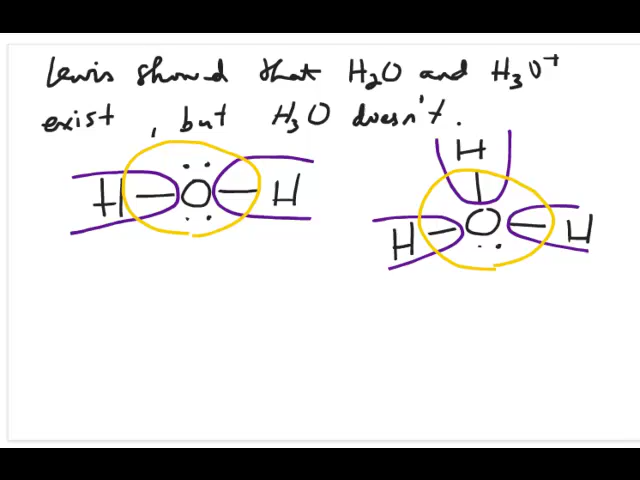 Lewis showed that H₂O and H₃O⁺
exist, but H₃O doesn't.
H
H — O — H
H — O — H